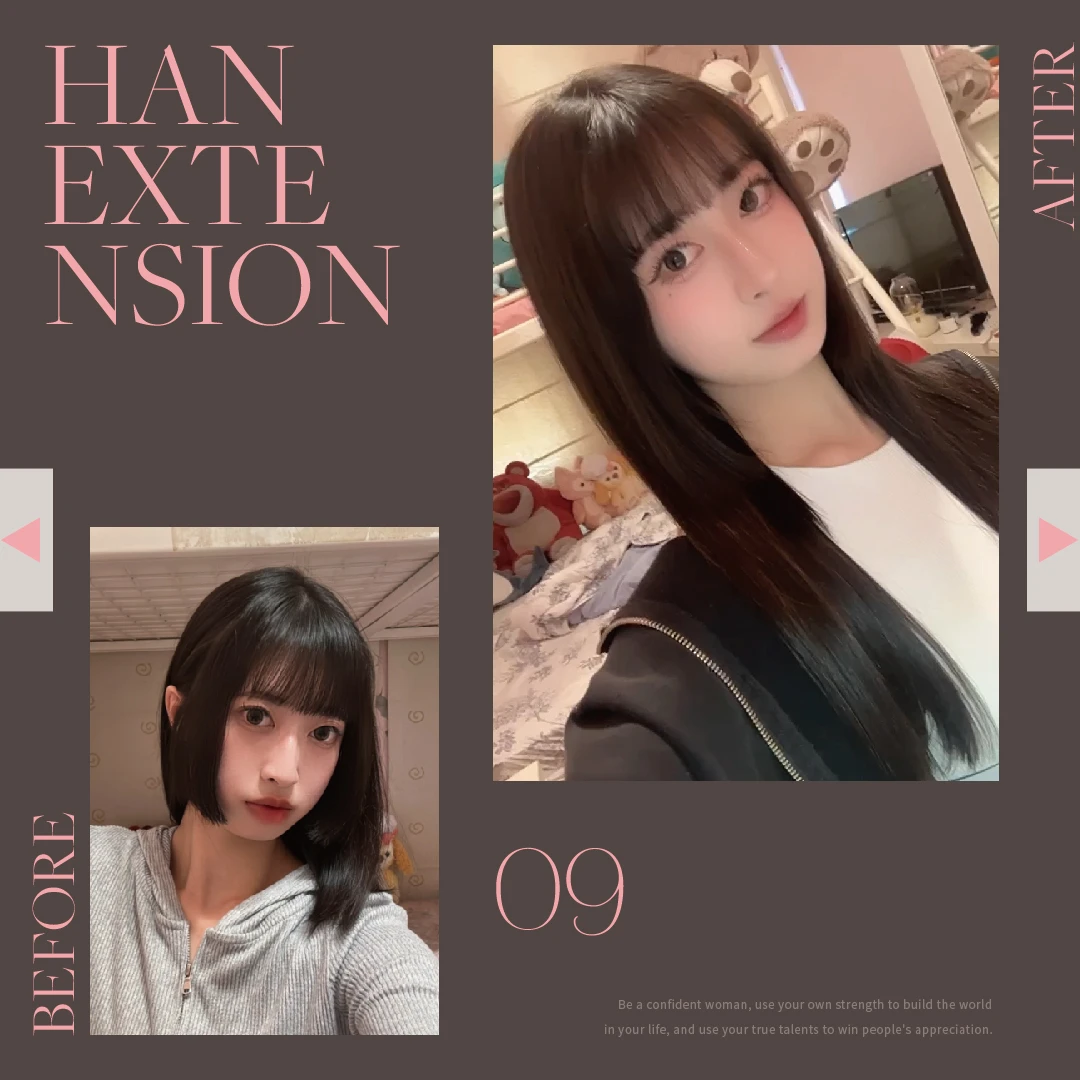 HAN
EXTE
NSION
AFTER
BEFORE
09
Be a confident woman, use your own strength to build the world
in your life, and use your true talents to win people's appreciation.